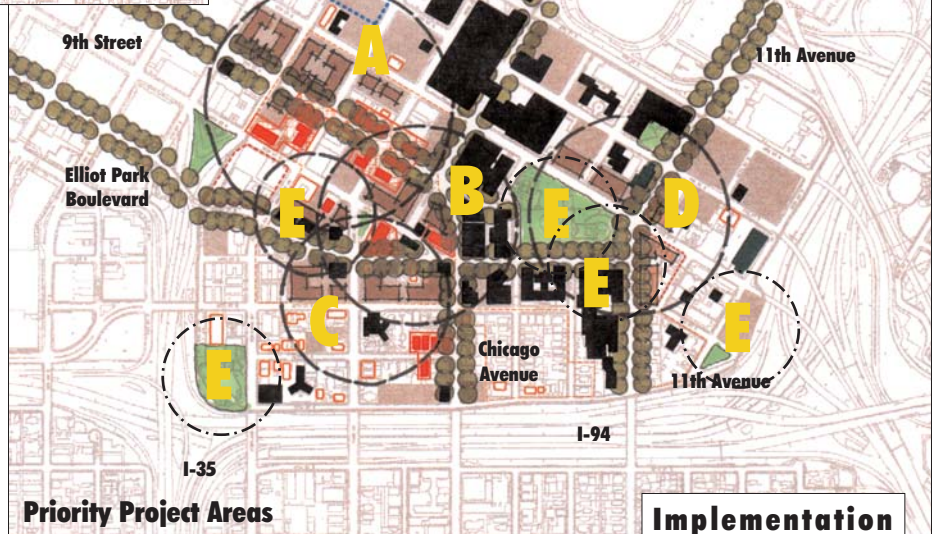 A
9th Street
11th Avenue
Elliot Park
Boulevard
E
B
F
D
E
C
E
E
Chicago
Avenue
11th Avenue
I-94
I-35
Priority Project Areas
Implementation